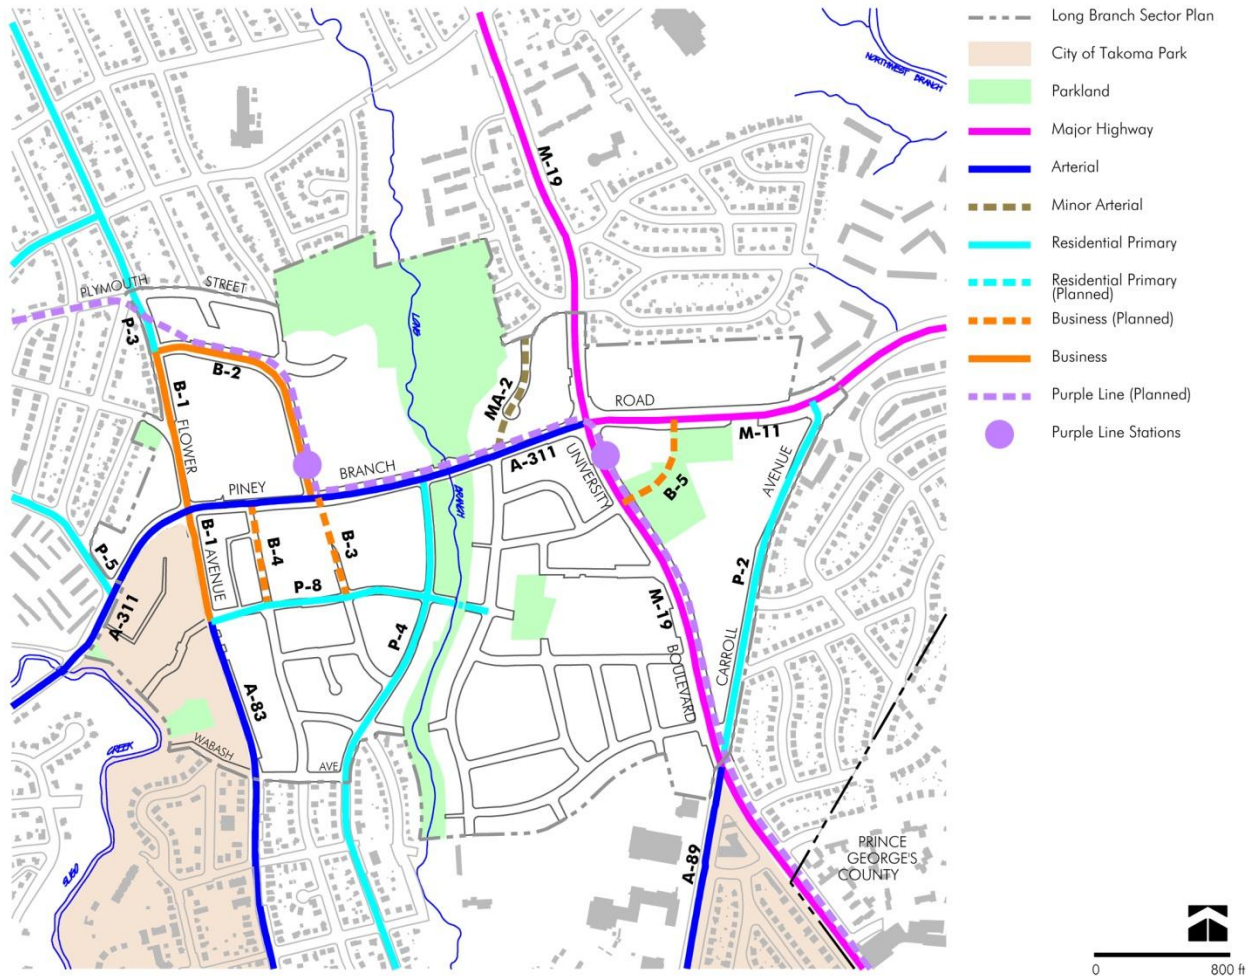 Long Branch Sector Plan
City of Takoma Park
Parkland
Major Highway
Arterial
Minor Arterial
Residential Primary
Residential Primary
(Planned)
Business (Planned)
Business
Purple Line (Planned)
Purple Line Stations
NORTHWEST BRANCH
M-19
PLYMOUTH
STREET
P-3
LONG
B-2
MA-2
ROAD
B-1
FLOWER
M-11
BRANCH
A-311
UNIVERSITY
AVENUE
PINEY
B-5
BRANCH
B-1
AVENUE
B-4
B-3
P-5
P-8
P-2
A-311
M-19
P-4
BOULEVARD
CARROLL
A-83
CREEK
WABASH
AVE
SLIGO
A-89
PRINCE
GEORGE'S
COUNTY
0 800 ft